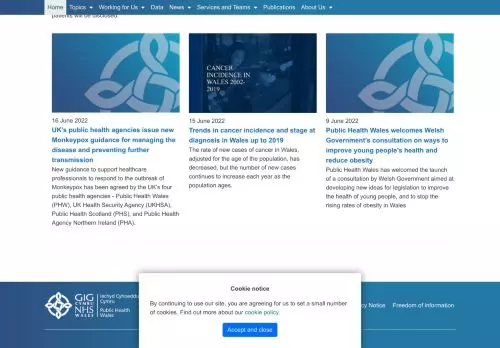 Home Topics Working for Us Data News Services and Teams Publications About Us
patients will be disclosed.
CANCER
INCIDENCE IN
WALES 2002-
2019
16 June 2022
UK's public health agencies issue new
Monkeypox guidance for managing the
disease and preventing further
transmission
New guidance to support healthcare
professionals to respond to the outbreak of
Monkeypox has been agreed by the UK's four
public health agencies - Public Health Wales
(PHW), UK Health Security Agency (UKHSA),
Public Health Scotland (PHS), and Public Health
Agency Northern Ireland (PHA).
15 June 2022
Trends in cancer incidence and stage at
diagnosis in Wales up to 2019
The rate of new cases of cancer in Wales,
adjusted for the age of the population, has
decreased, but the number of new cases
continues to increase each year as the
population ages.
9 June 2022
Public Health Wales welcomes Welsh
Government's consultation on ways to
improve young people's health and
reduce obesity
Public Health Wales has welcomed the launch
of a consultation by Welsh Government aimed at
developing new ideas for legislation to improve
the health of young people, and to stop the
rising rates of obesity in Wales
GIG
CYMRU
NHS
WALES
Iechyd Cyhoeddus
Cymru
Public Health
Wales
Notice Freedom of Information
Cookie notice
By continuing to use our site, you are agreeing for us to set a small number
of cookies. Find out more about our cookie policy.
Accept and close